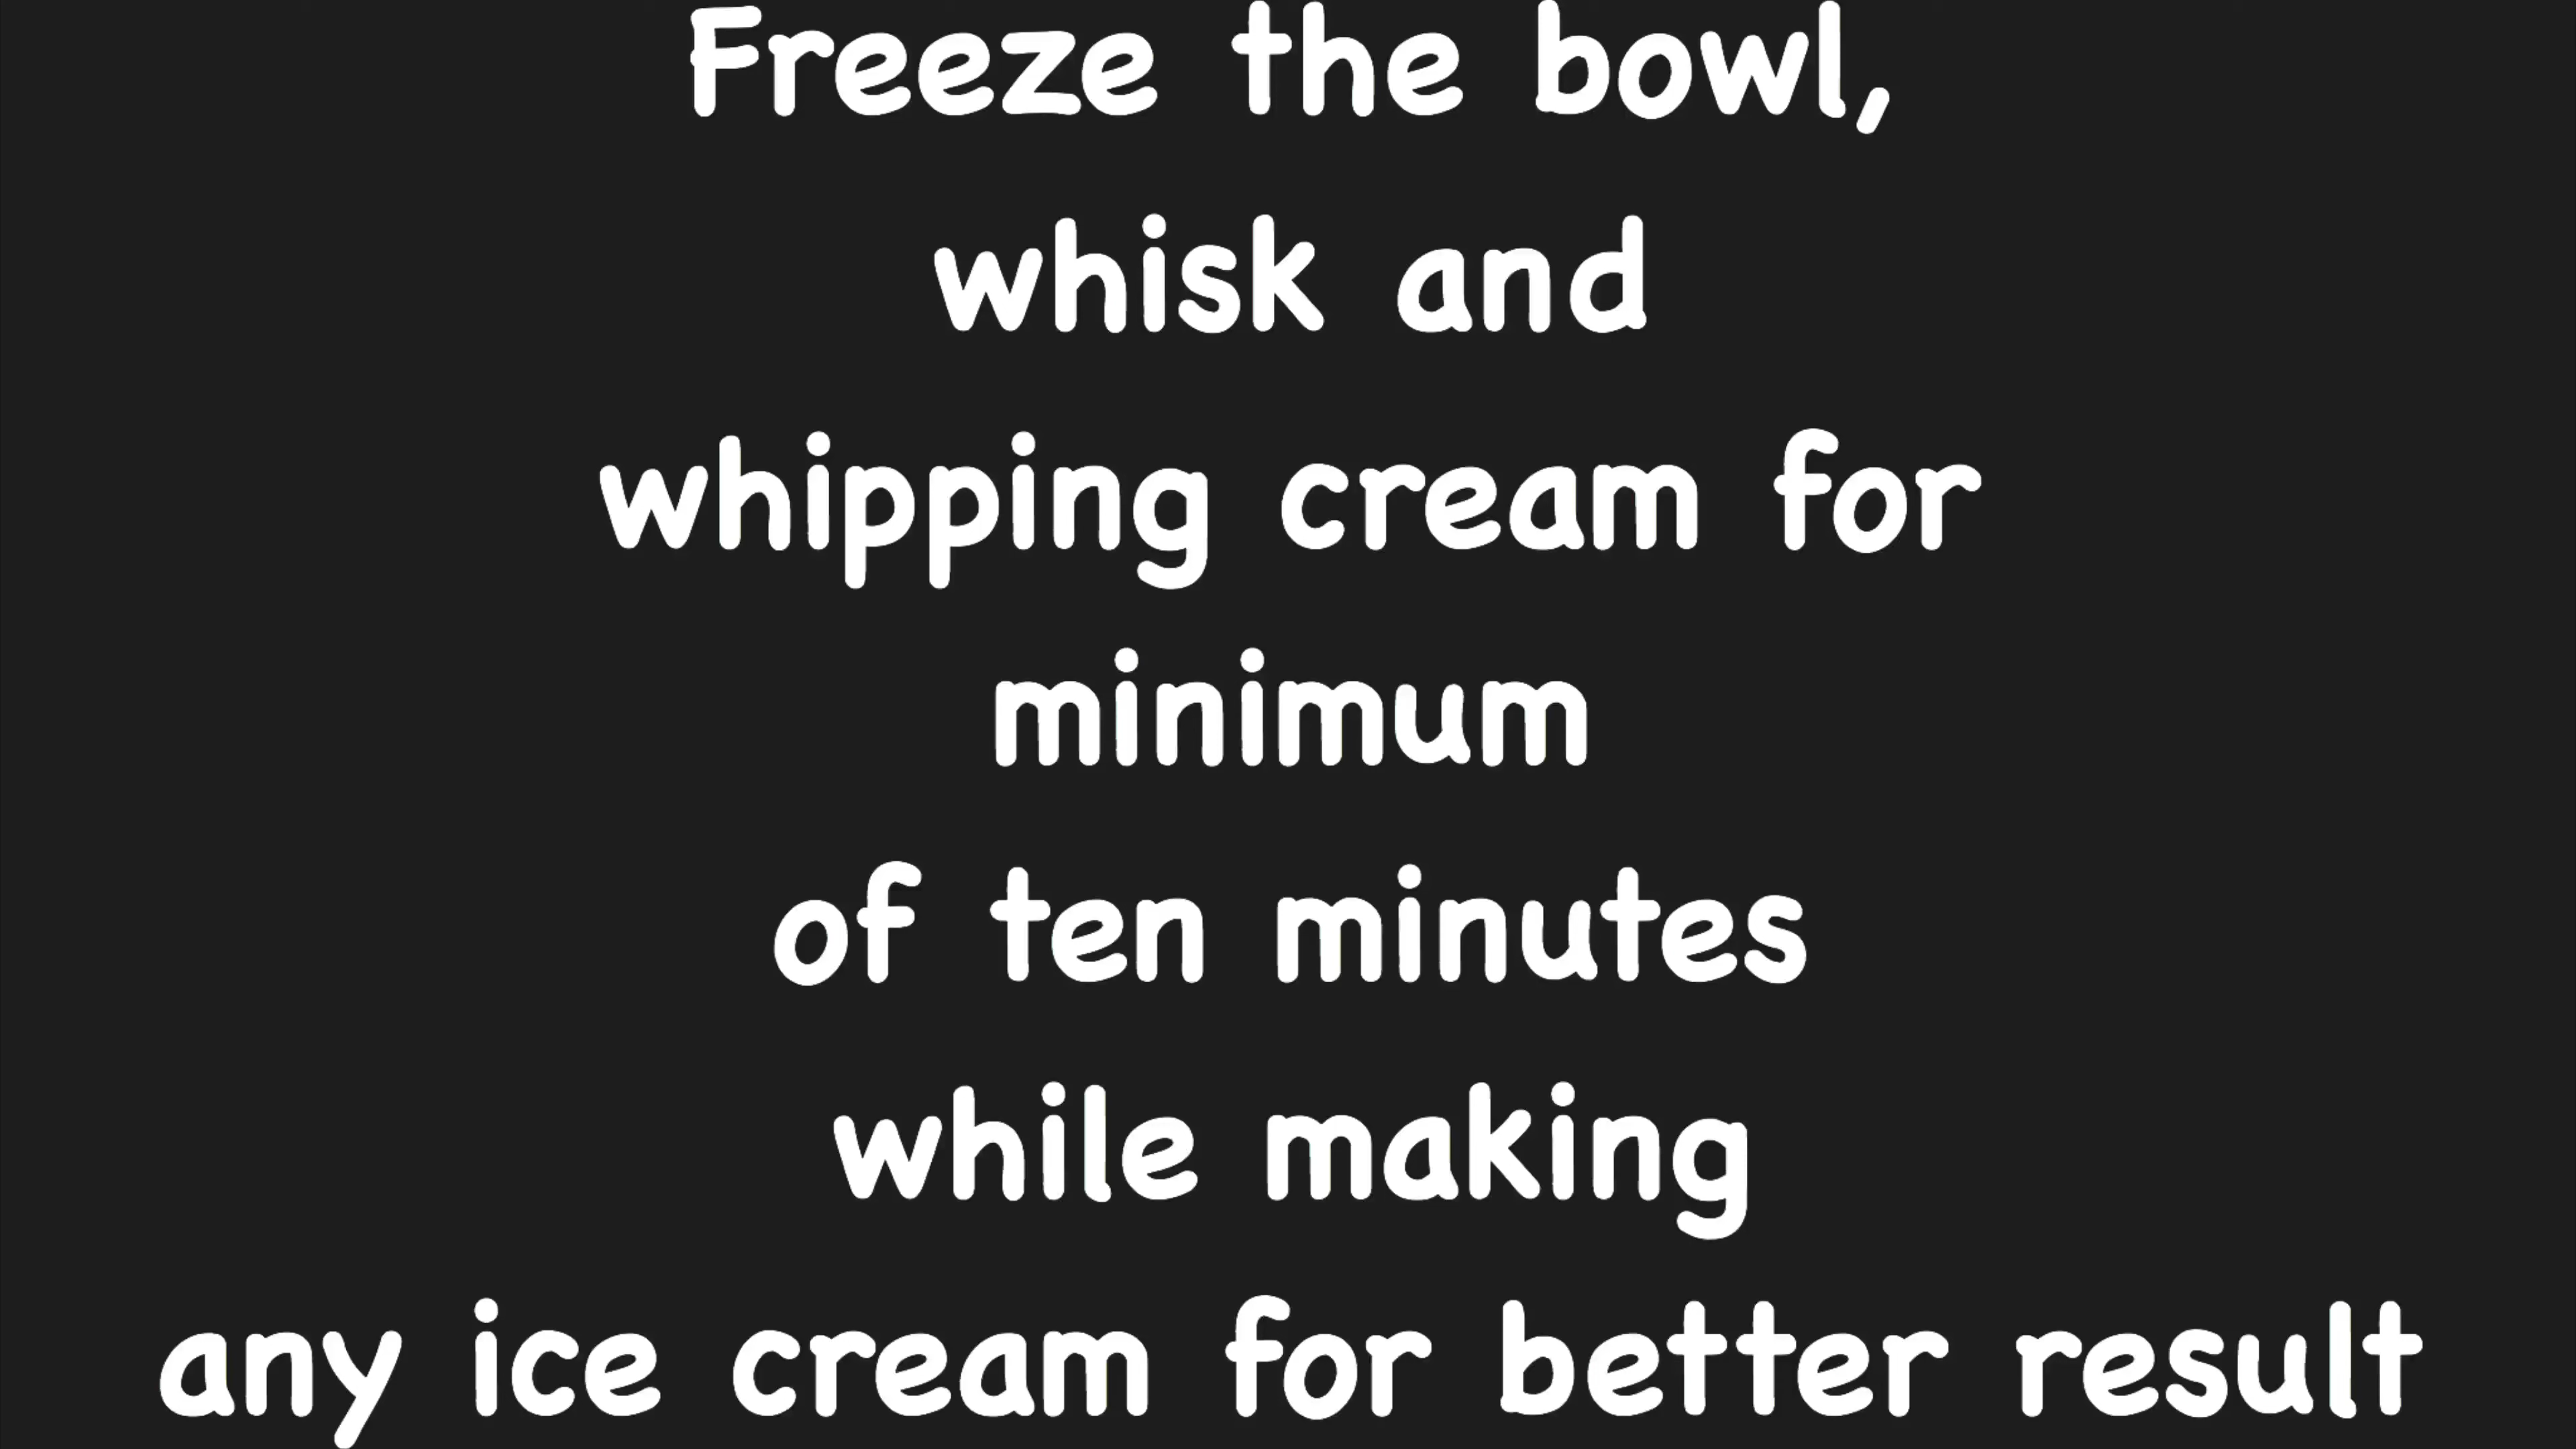 Freeze the bowl,
whisk and
whipping cream for
minimum
of ten minutes
while making
any ice cream for better result